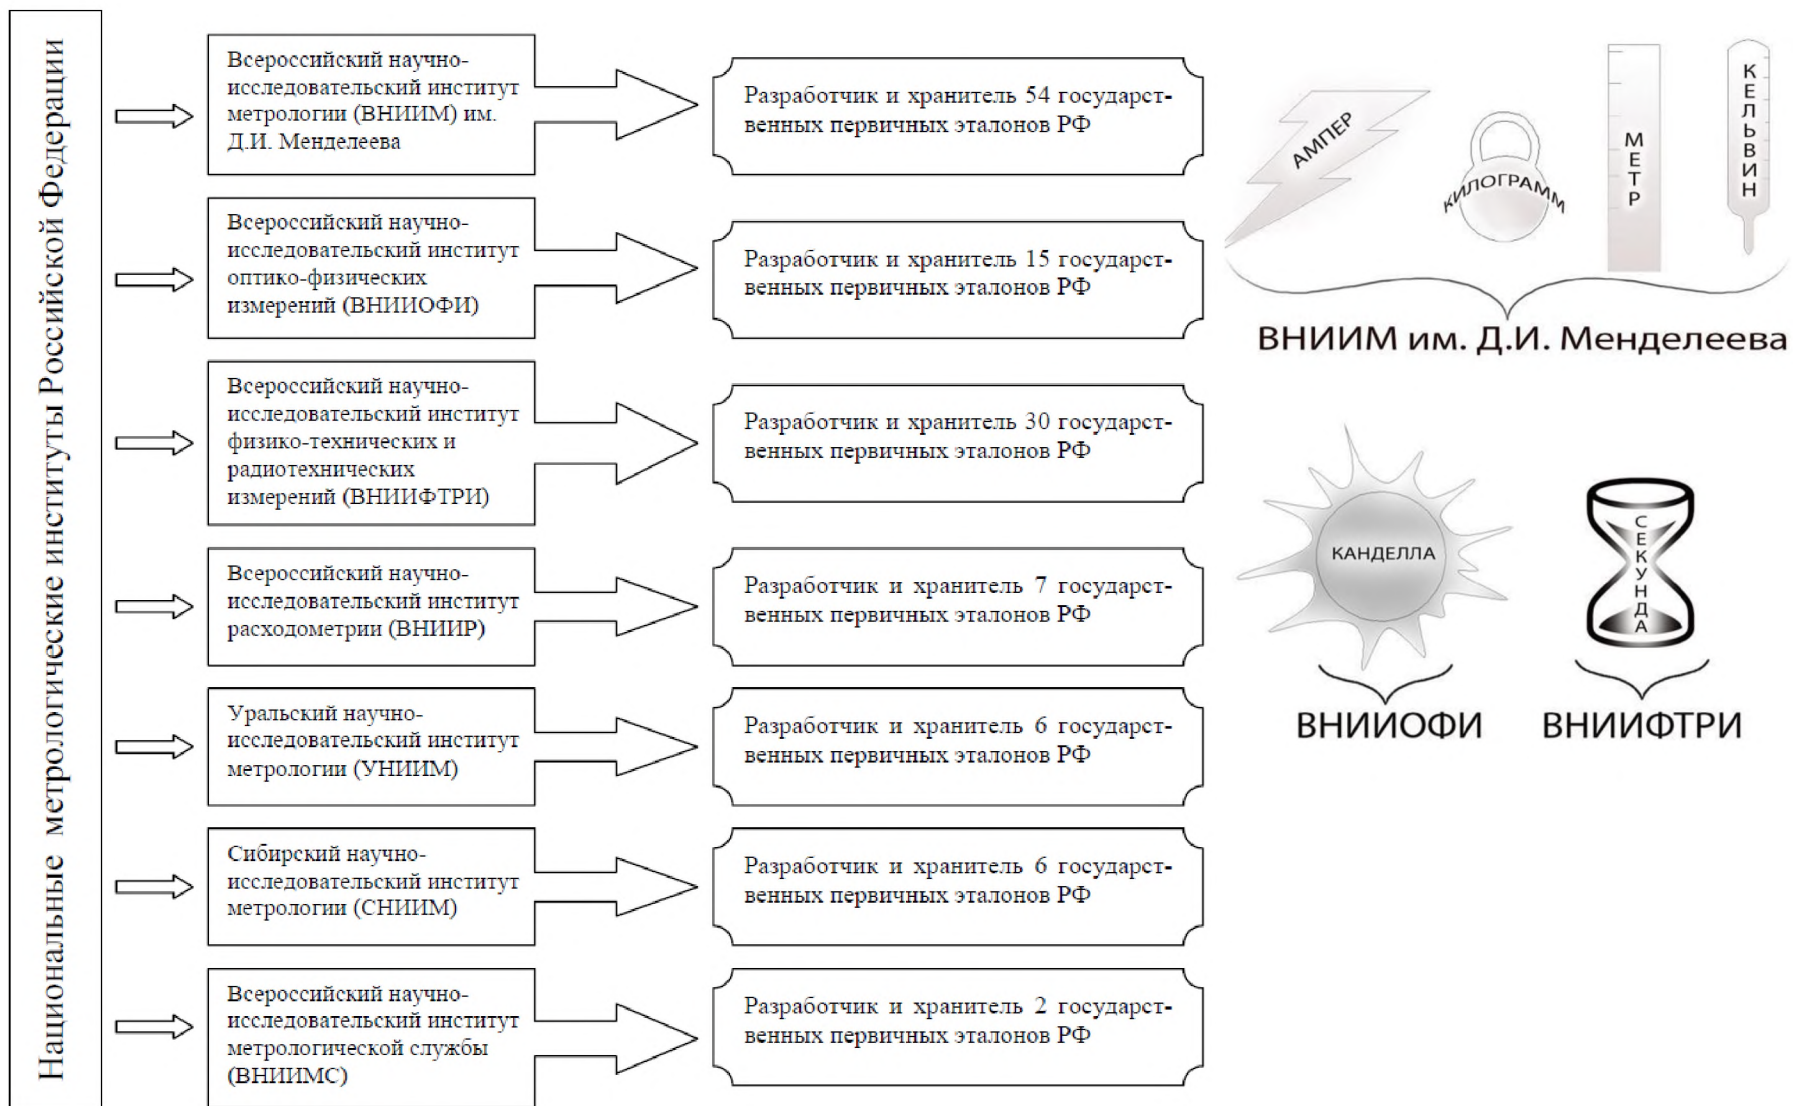 Национальные метрологические институты Российской Федерации
Всероссийский научно-
исследовательский институт
метрологии (ВНИИМ) им.
Д.И. Менделеева
Разработчик и хранитель 54 государст-
венных первичных эталонов РФ
Всероссийский научно-
исследовательский институт
оптико-физических
измерений (ВНИИОФИ)
Разработчик и хранитель 15 государст-
венных первичных эталонов РФ
Всероссийский научно-
исследовательский институт
физико-технических и
радиотехнических
измерений (ВНИИФТРИ)
Разработчик и хранитель 30 государст-
венных первичных эталонов РФ
Всероссийский научно-
исследовательский институт
расходометрии (ВНИИР)
Разработчик и хранитель 7 государст-
венных первичных эталонов РФ
Уральский научно-
исследовательский институт
метрологии (УНИИМ)
Разработчик и хранитель 6 государст-
венных первичных эталонов РФ
Сибирский научно-
исследовательский институт
метрологии (СНИИМ)
Разработчик и хранитель 6 государст-
венных первичных эталонов РФ
Всероссийский научно-
исследовательский институт
метрологической службы
(ВНИИМС)
Разработчик и хранитель 2 государст-
венных первичных эталонов РФ
АМПЕР
КИЛОГРАММ
МЕТР
КЕЛЬВИН
ВНИИМ им. Д.И. Менделеева
КАНДЕЛЛА
СЕКУНДА
ВНИИОФИ
ВНИИФТРИ